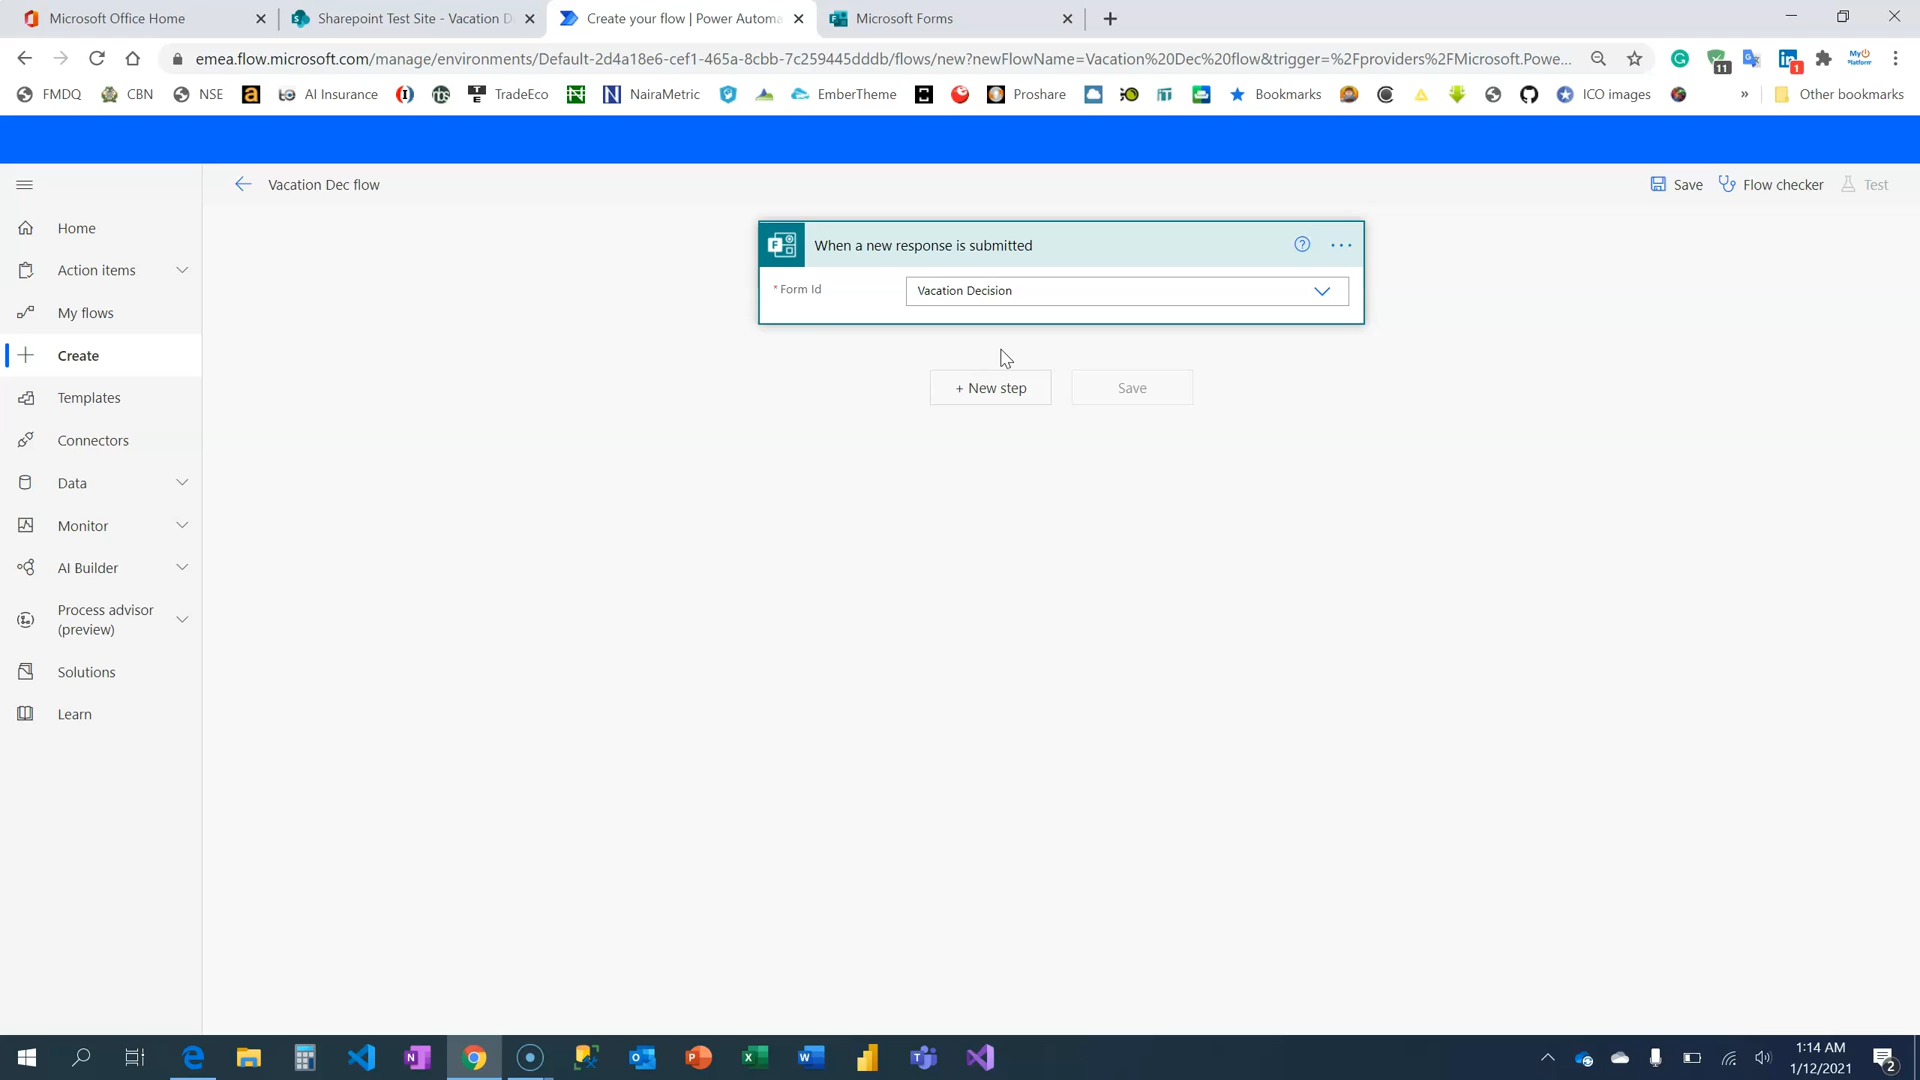 Microsoft Office Home
Sharepoint Test Site - Vacation D
Create your flow | Power Automa
Microsoft Forms
emea.flow.microsoft.com/manage/environments/Default-2d4a18e6-cef1-465a-8cbb-7c259445dddb/flows/new?newFlowName=Vacation%20Dec%20flow&trigger=%2Fproviders%2FMicrosoft.Powe...
11
1
FMDQ
CBN
NSE
AI Insurance
TradeEco
NairaMetric
EmberTheme
Proshare
Bookmarks
ICO images
»
Other bookmarks
Vacation Dec flow
Save
Flow checker
Test
Home
Action items
My flows
Create
Templates
Connectors
Data
Monitor
AI Builder
Process advisor
(preview)
Solutions
Learn
When a new response is submitted
* Form Id
Vacation Decision
+ New step
Save
1:14 AM
1/12/2021
2